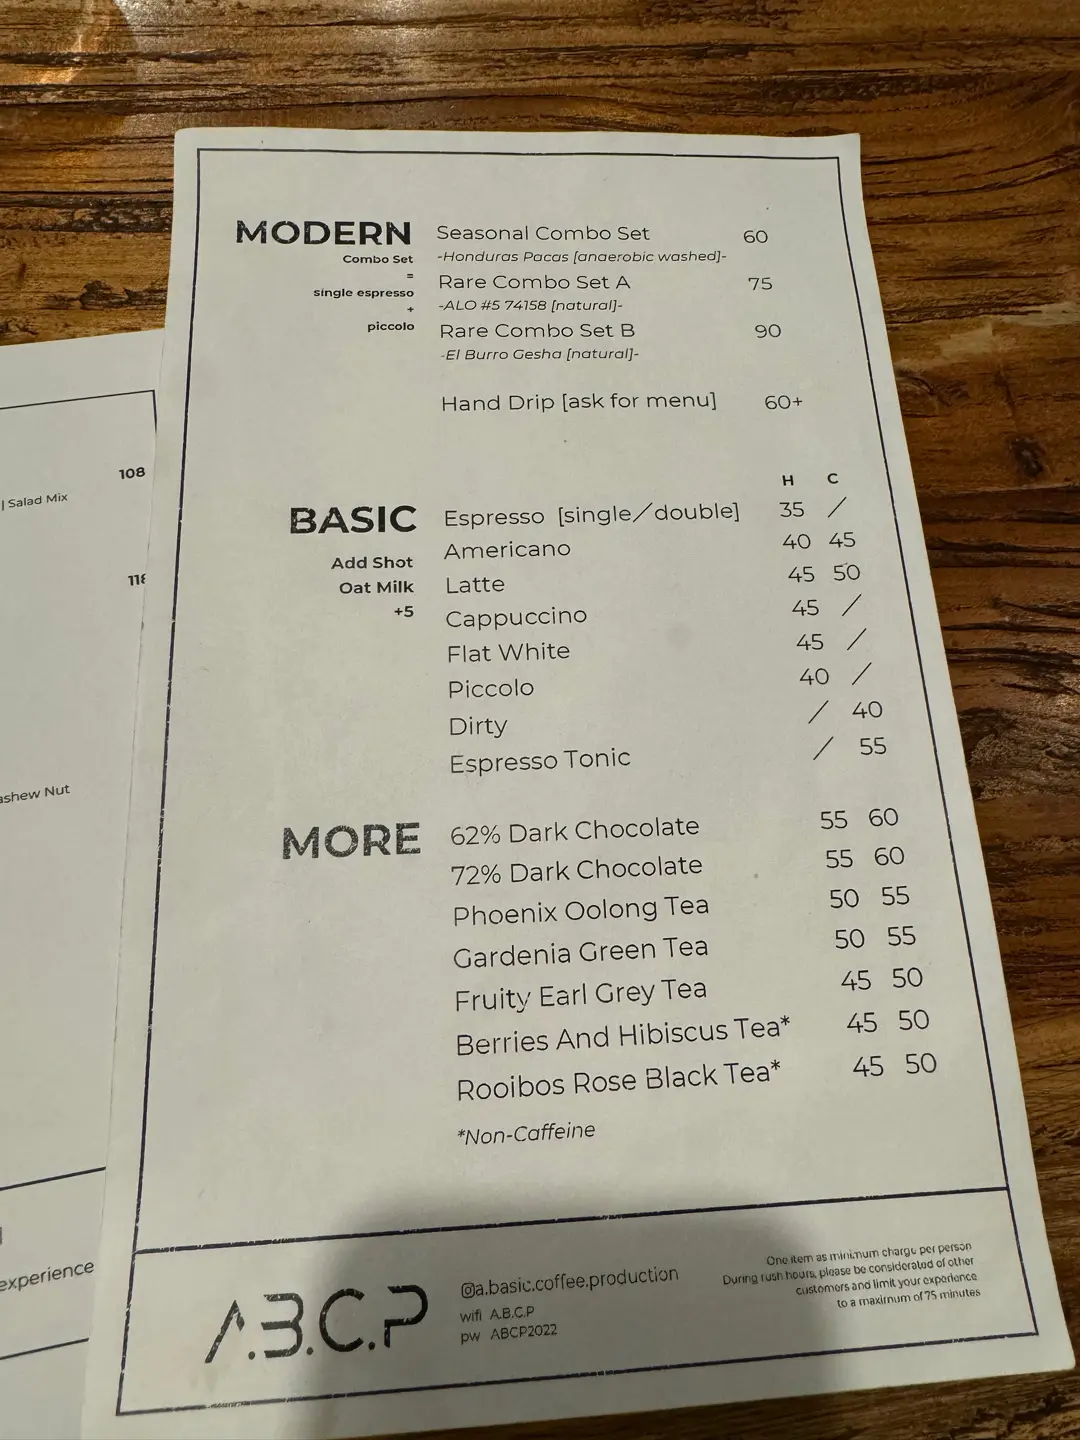 108
| Salad Mix
ashew Nut
experience
MODERN
Combo Set
=
single espresso
+
piccolo
Seasonal Combo Set 60
-Honduras Pacas [anaerobic washed]-
Rare Combo Set A 75
-ALO #5 74158 [natural]-
Rare Combo Set B 90
-El Burro Gesha [natural]-
Hand Drip [ask for menu] 60+
H C
BASIC
Add Shot
Oat Milk
+5
Espresso [single/double] 35 /
Americano 40 45
Latte 45 50
Cappuccino 45 /
Flat White 45 /
Piccolo 40 /
Dirty / 40
Espresso Tonic / 55
MORE
62% Dark Chocolate 55 60
72% Dark Chocolate 55 60
Phoenix Oolong Tea 50 55
Gardenia Green Tea 50 55
Fruity Earl Grey Tea 45 50
Berries And Hibiscus Tea* 45 50
Rooibos Rose Black Tea* 45 50
*Non-Caffeine
A.B.C.P
@a.basic.coffee.production
wifi A.B.C.P
pw ABCP2022
One item as minimum charge per person
During rush hours, please be considerated of other
customers and limit your experience
to a maximum of 75 minutes